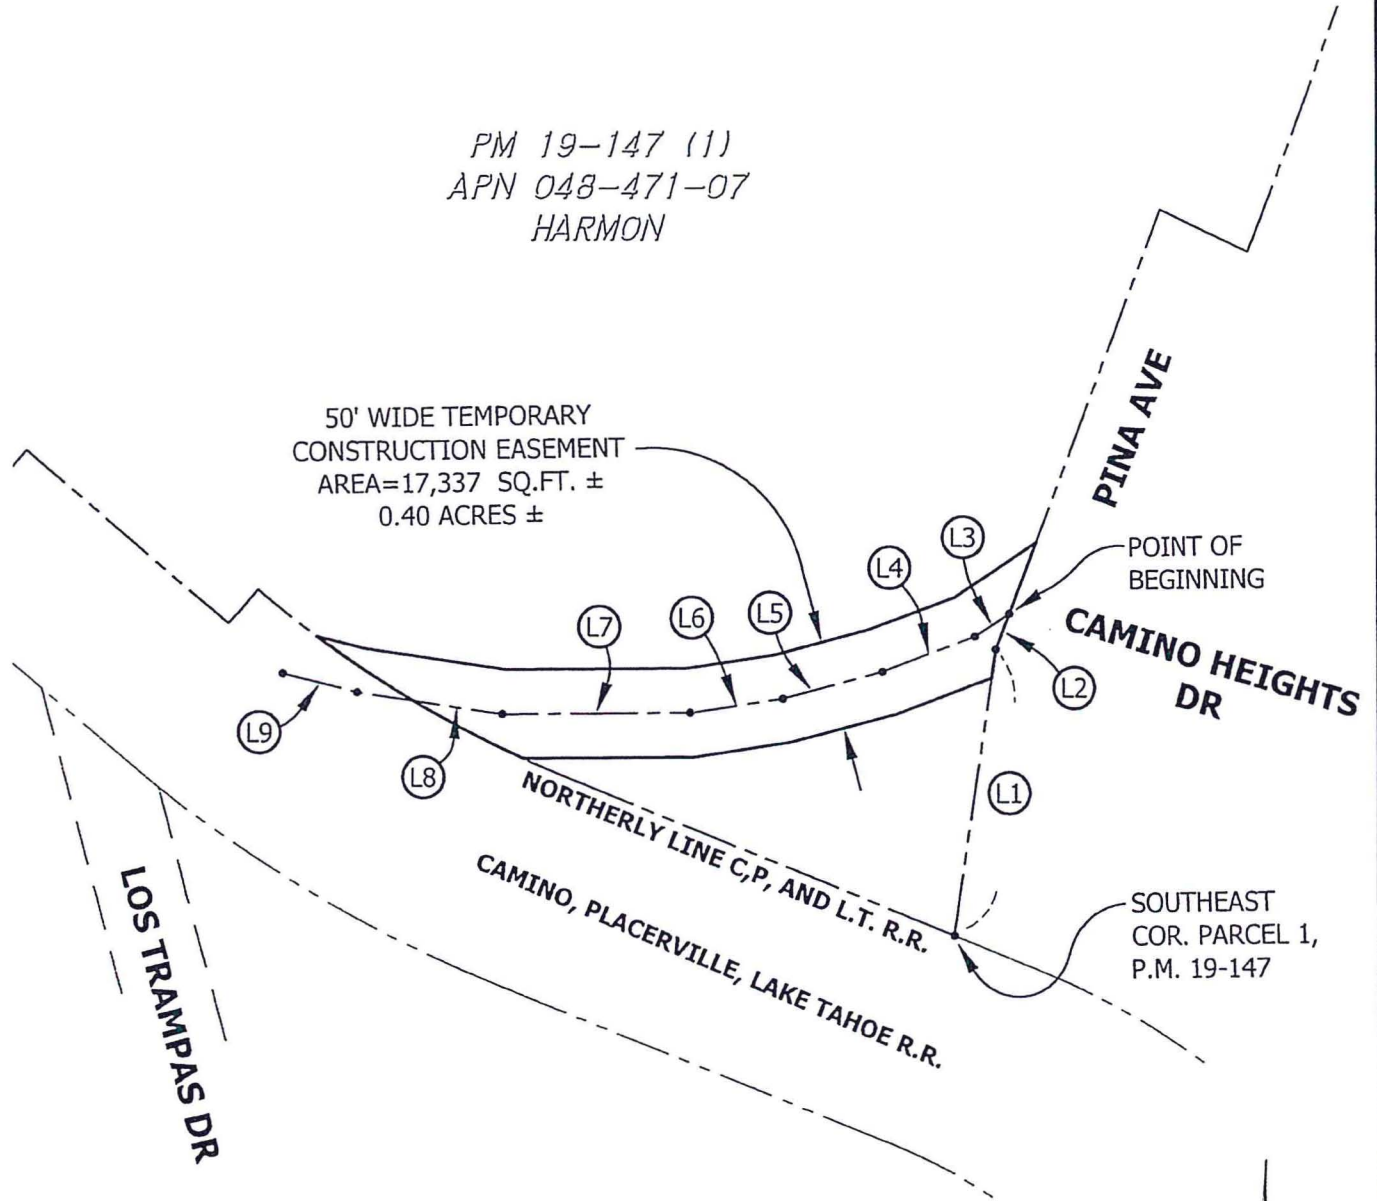 PM 19-147 (1)
APN 048-471-07
HARMON
50' WIDE TEMPORARY
CONSTRUCTION EASEMENT
AREA=17,337 SQ.FT. ±
0.40 ACRES ±
PINA AVE
POINT OF
BEGINNING
CAMINO HEIGHTS
DR
L3
L4
L5
L6
L7
L2
L9
L8
L1
NORTHERLY LINE C,P, AND L.T. R.R.
CAMINO, PLACERVILLE, LAKE TAHOE R.R.
SOUTHEAST
COR. PARCEL 1,
P.M. 19-147
LOS TRAMPAS DR